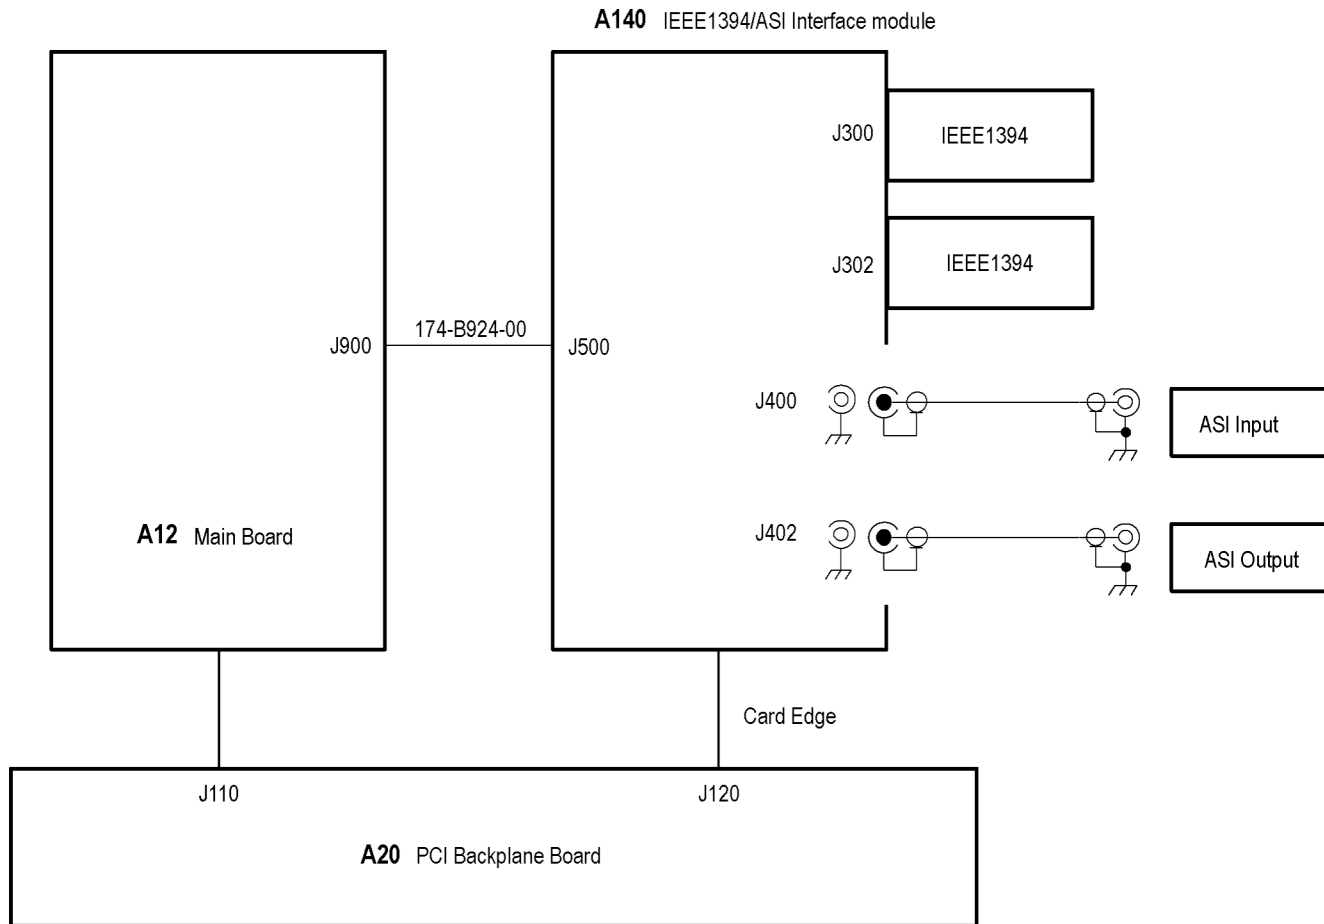 A140 IEEE1394/ASI Interface module
J300
IEEE1394
J302
IEEE1394
J900
174-B924-00
J500
J400
ASI Input
J402
ASI Output
A12 Main Board
Card Edge
J110
J120
A20 PCI Backplane Board